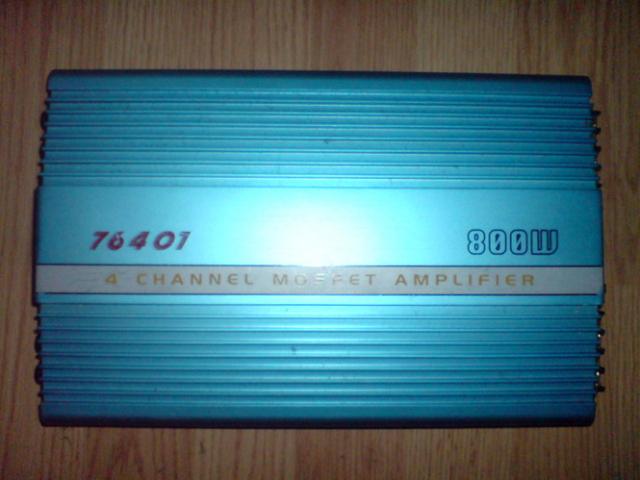 76401
800W
4 CHANNEL MOSFET AMPLIFIER